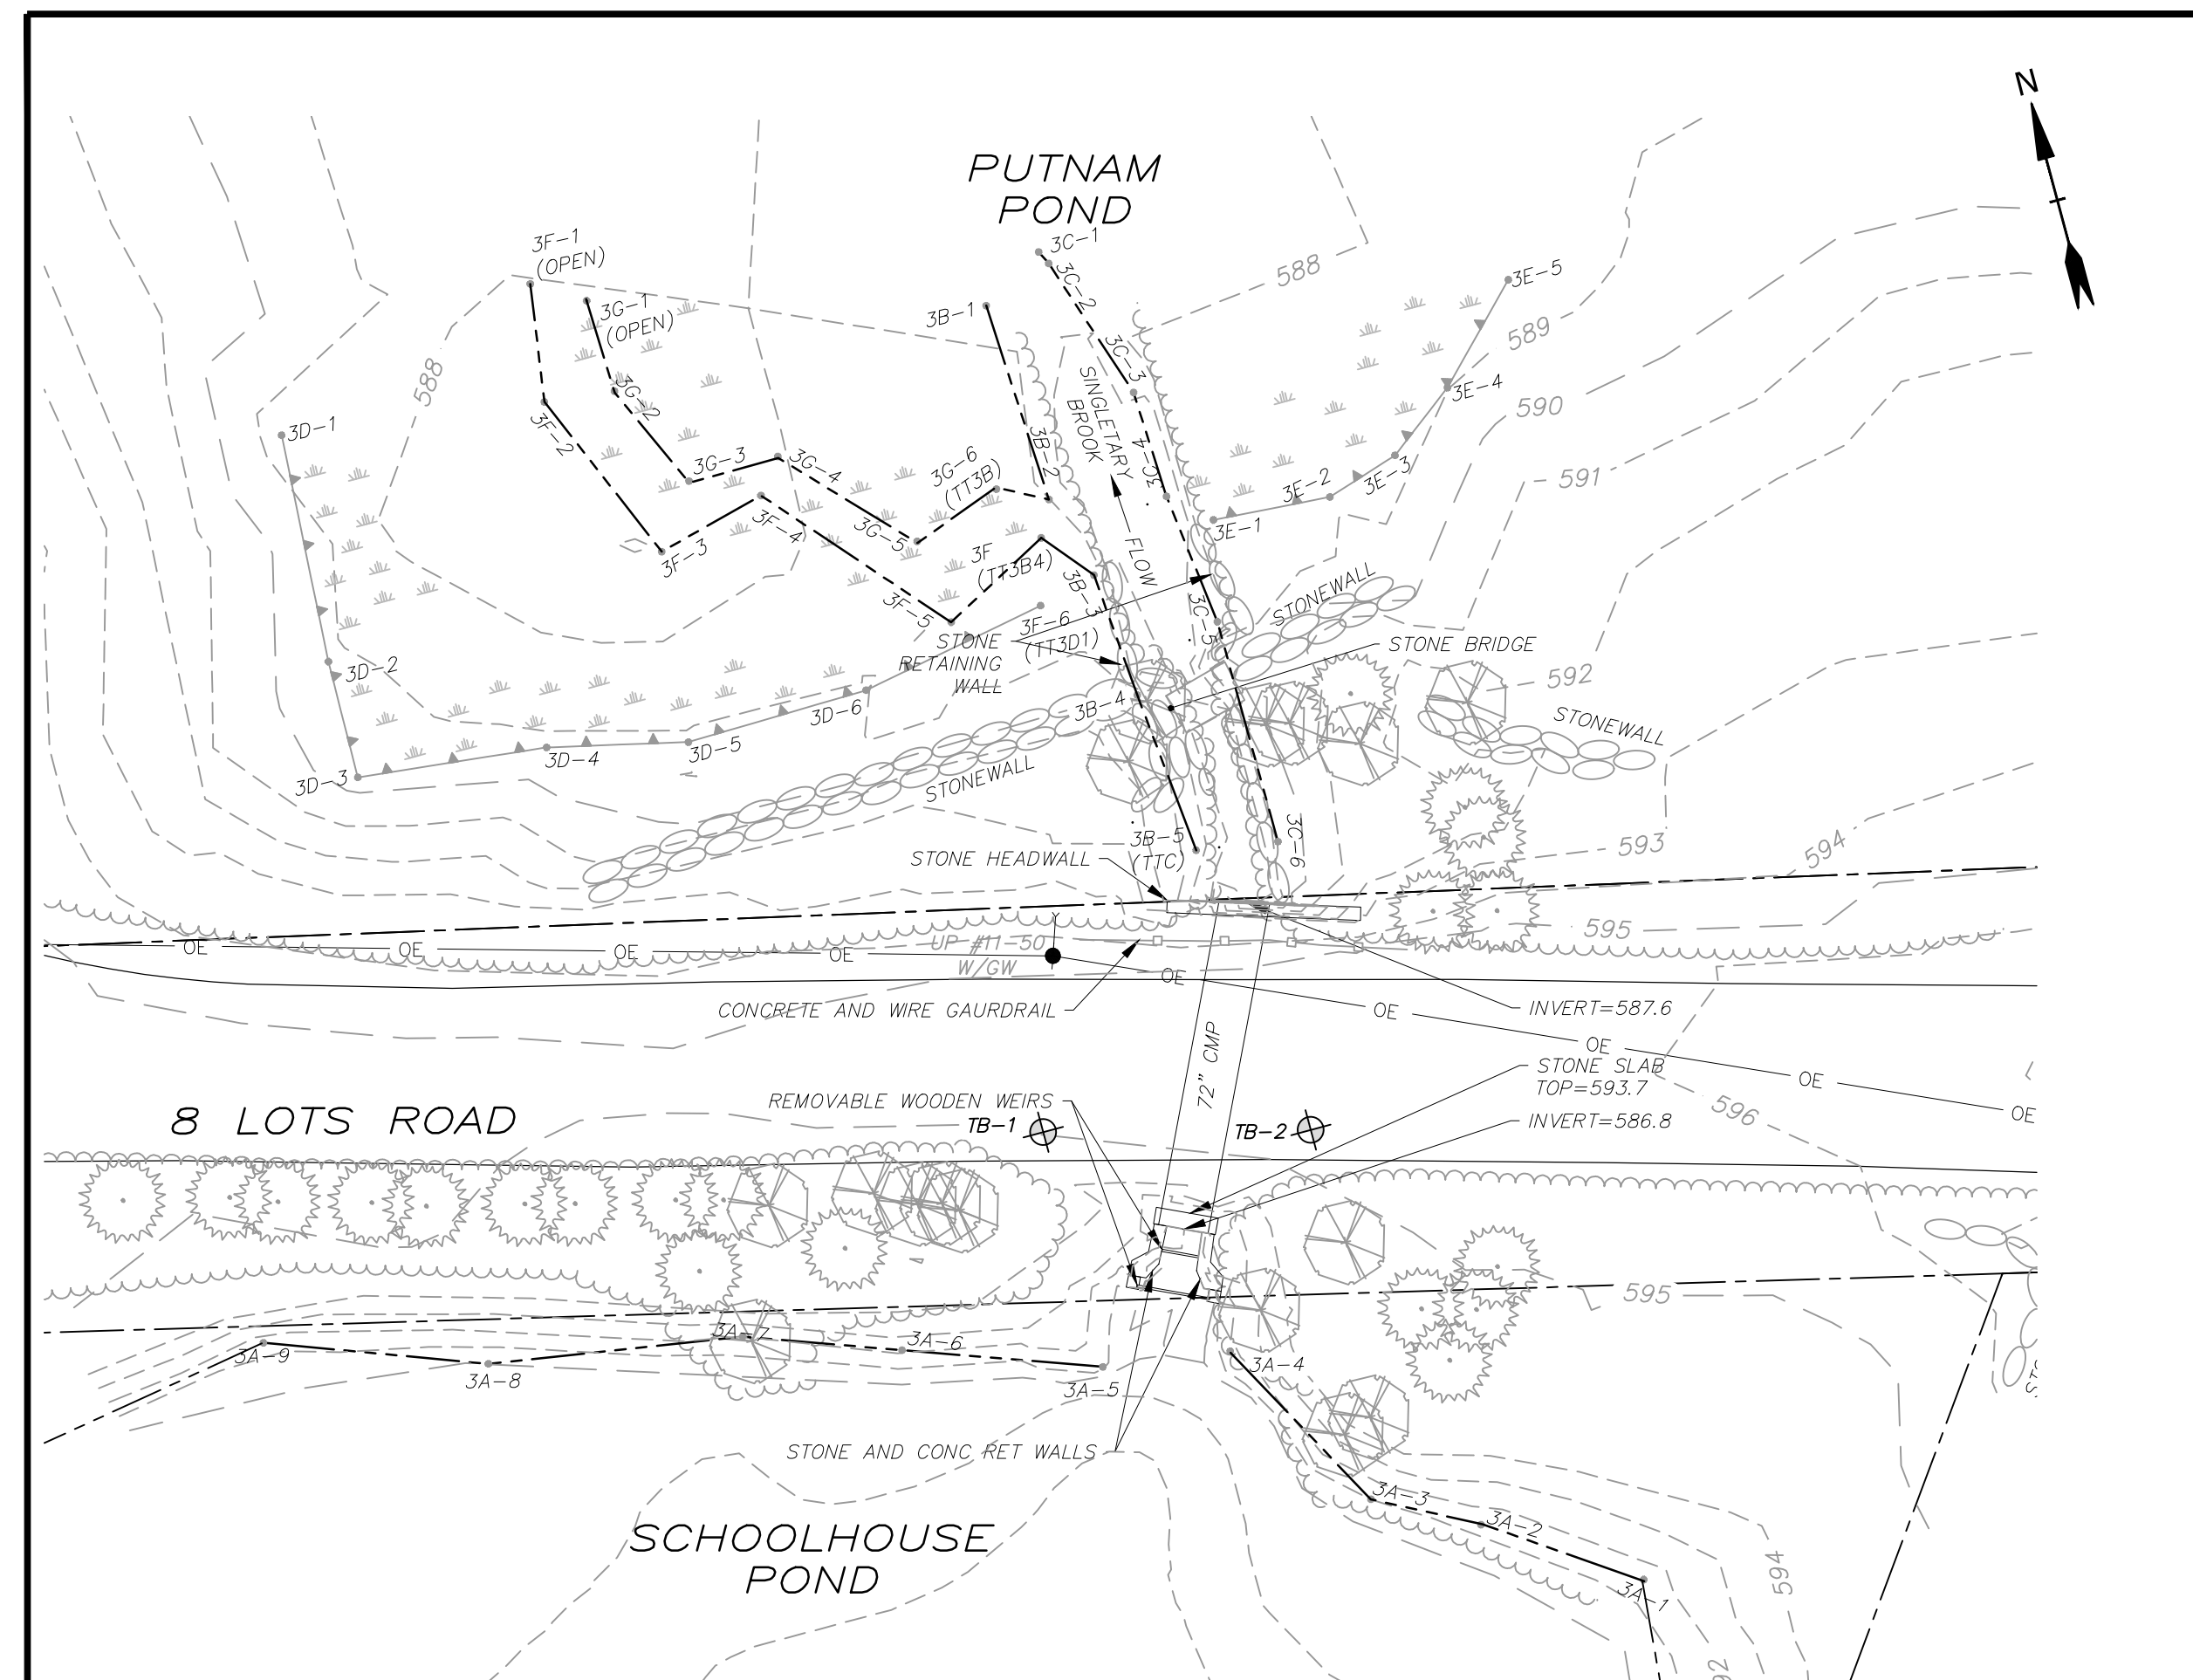 N
PUTNAM
POND
3F-1
(OPEN)
3G-1
(OPEN)
3B-1
3C-1
3C-2
3C-3
588
3E-5
589
588
3D-1
3F-2
3G-2
3G-3
3G-4
3G-5
3G-6
(TT3B)
3B-2
SINGLETARY
BROOK
3C-4
3E-4
590
3E-3
3E-2
3E-1
591
3F-3
3F-4
3F-5
3F
(TT3B4)
3B-3
FLOW
3C-5
STONEWALL
3F-6
(TT3D1)
STONE
RETAINING
WALL
STONE BRIDGE
592
STONEWALL
3D-2
3D-3
3D-4
3D-5
3D-6
STONEWALL
3B-4
3B-5
(TTC)
3C-6
STONE HEADWALL
593
594
595
OE
OE
OE
OE
UP #11-50
W/GW
OE
CONCRETE AND WIRE GAURDRAIL
INVERT=587.6
OE
OE
OE
OE
72" CMP
STONE SLAB
TOP=593.7
INVERT=586.8
596
8 LOTS ROAD
REMOVABLE WOODEN WEIRS
TB-1
TB-2
595
3A-9
3A-8
3A-7
3A-6
3A-5
3A-4
STONE AND CONC RET WALLS
3A-3
3A-2
3A-1
SCHOOLHOUSE
POND
594